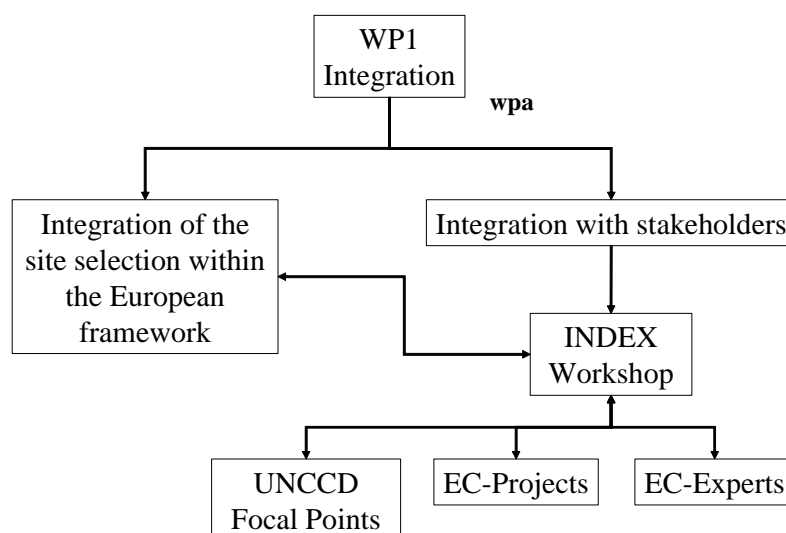 WP1
Integration
wpa
Integration of the
site selection within
the European
framework
Integration with stakeholders
INDEX
Workshop
UNCCD
Focal Points
EC-Projects
EC-Experts